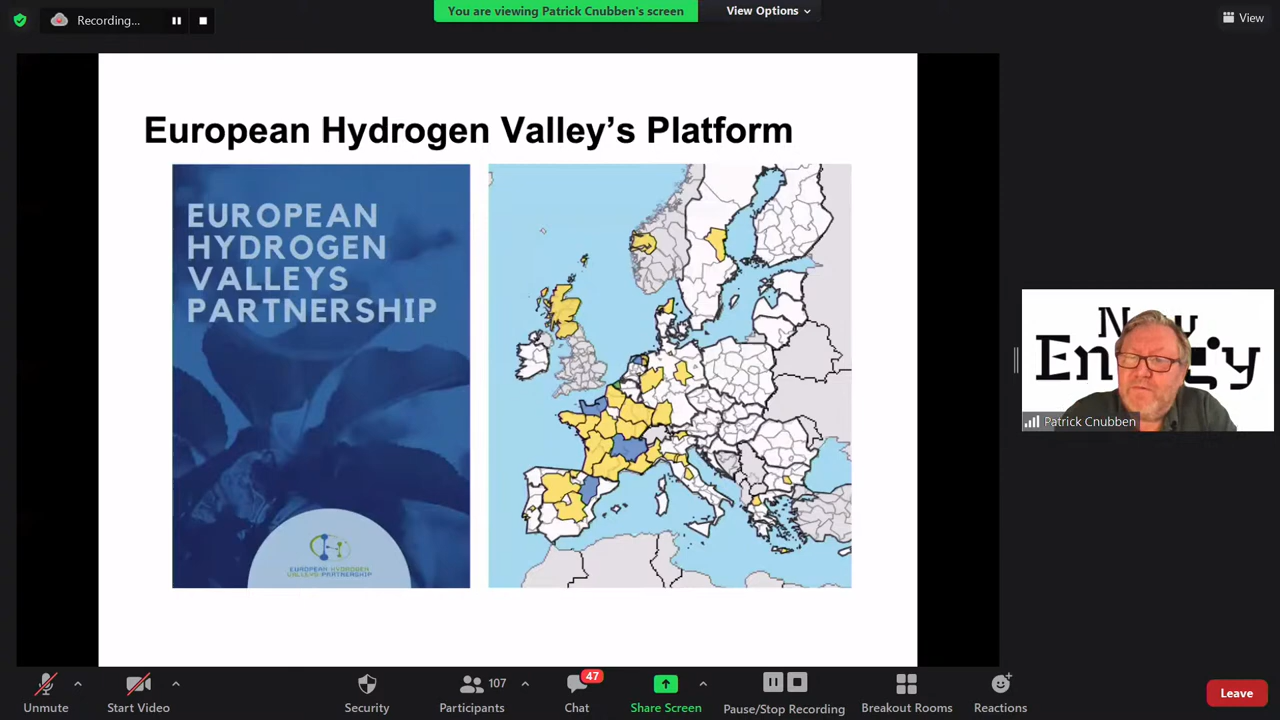 Recording...
You are viewing Patrick Cnubben's screen
View Options
View
European Hydrogen Valley's Platform
EUROPEAN
HYDROGEN
VALLEYS
PARTNERSHIP
EUROPEAN HYDROGEN
VALLEYS PARTNERSHIP
New
Energy
Patrick Cnubben
Unmute
Start Video
Security
107
Participants
47
Chat
Share Screen
Pause/Stop Recording
Breakout Rooms
Reactions
Leave